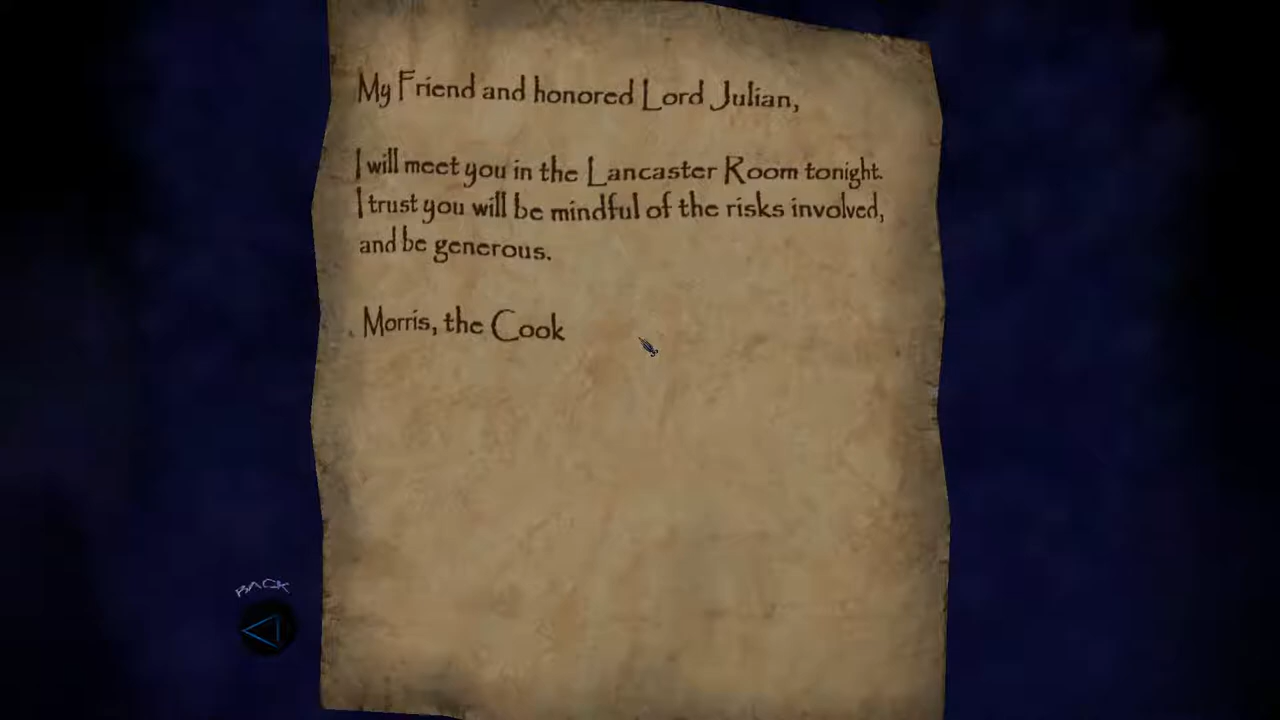 My Friend and honored Lord Julian,
I will meet you in the Lancaster Room tonight.
I trust you will be mindful of the risks involved,
and be generous.
Morris, the Cook
BACK